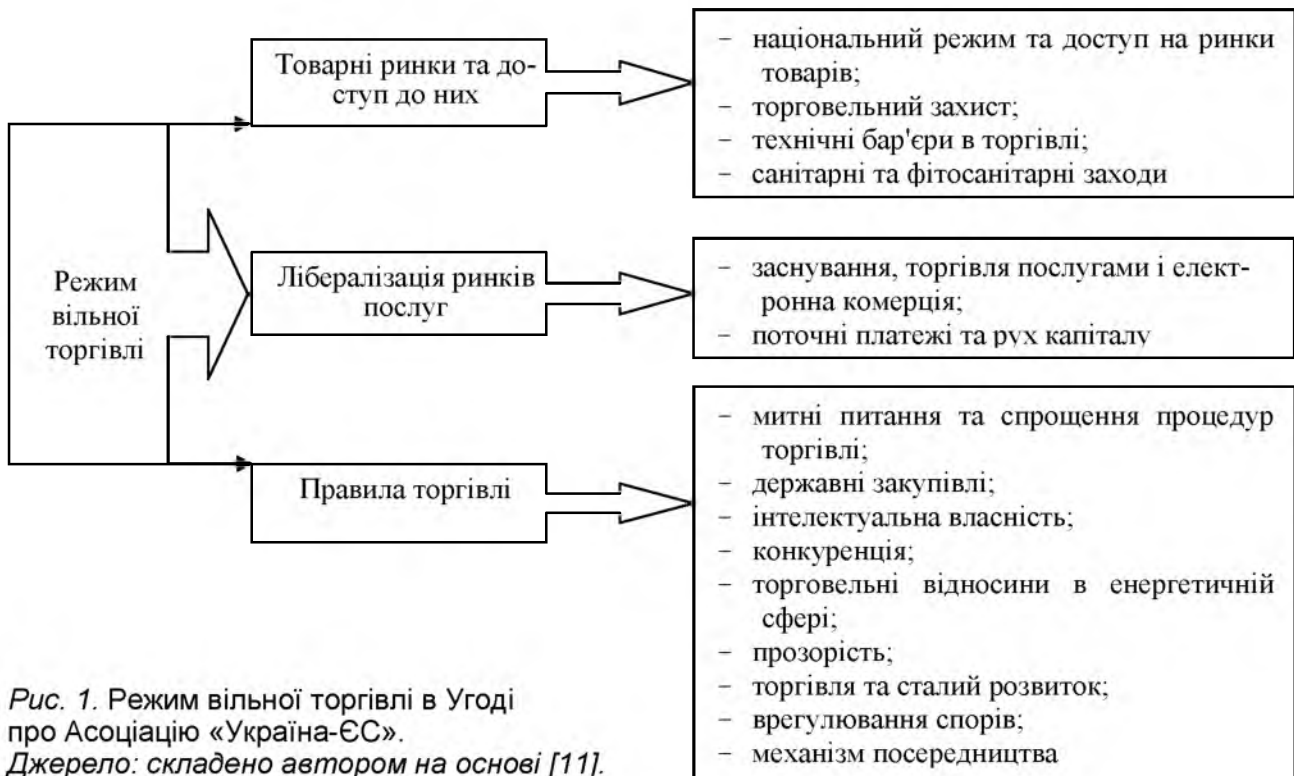 Режим
вільної
торгівлі
Товарні ринки та до-
ступ до них
– національний режим та доступ на ринки
товарів;
– торговельний захист;
– технічні бар'єри в торгівлі;
– санітарні та фітосанітарні заходи
Лібералізація ринків
послуг
– заснування, торгівля послугами і елект-
ронна комерція;
– поточні платежі та рух капіталу
Правила торгівлі
– митні питання та спрощення процедур
торгівлі;
– державні закупівлі;
– інтелектуальна власність;
– конкуренція;
– торговельні відносини в енергетичній
сфері;
– прозорість;
– торгівля та сталий розвиток;
– врегулювання спорів;
– механізм посередництва
Рис. 1. Режим вільної торгівлі в Угоді
про Асоціацію «Україна-ЄС».
Джерело: складено автором на основі [11].